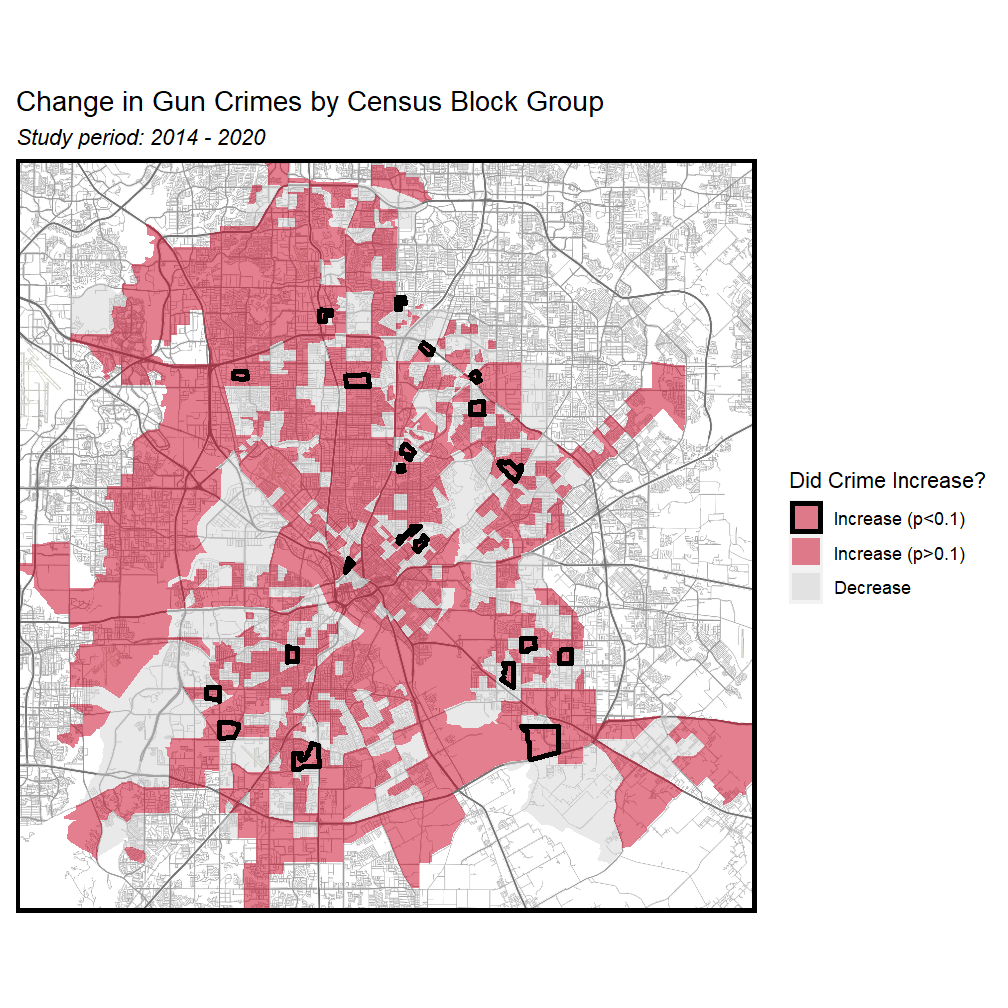 Change in Gun Crimes by Census Block Group
Study period: 2014 - 2020
Did Crime Increase?
Increase (p<0.1)
Increase (p>0.1)
Decrease